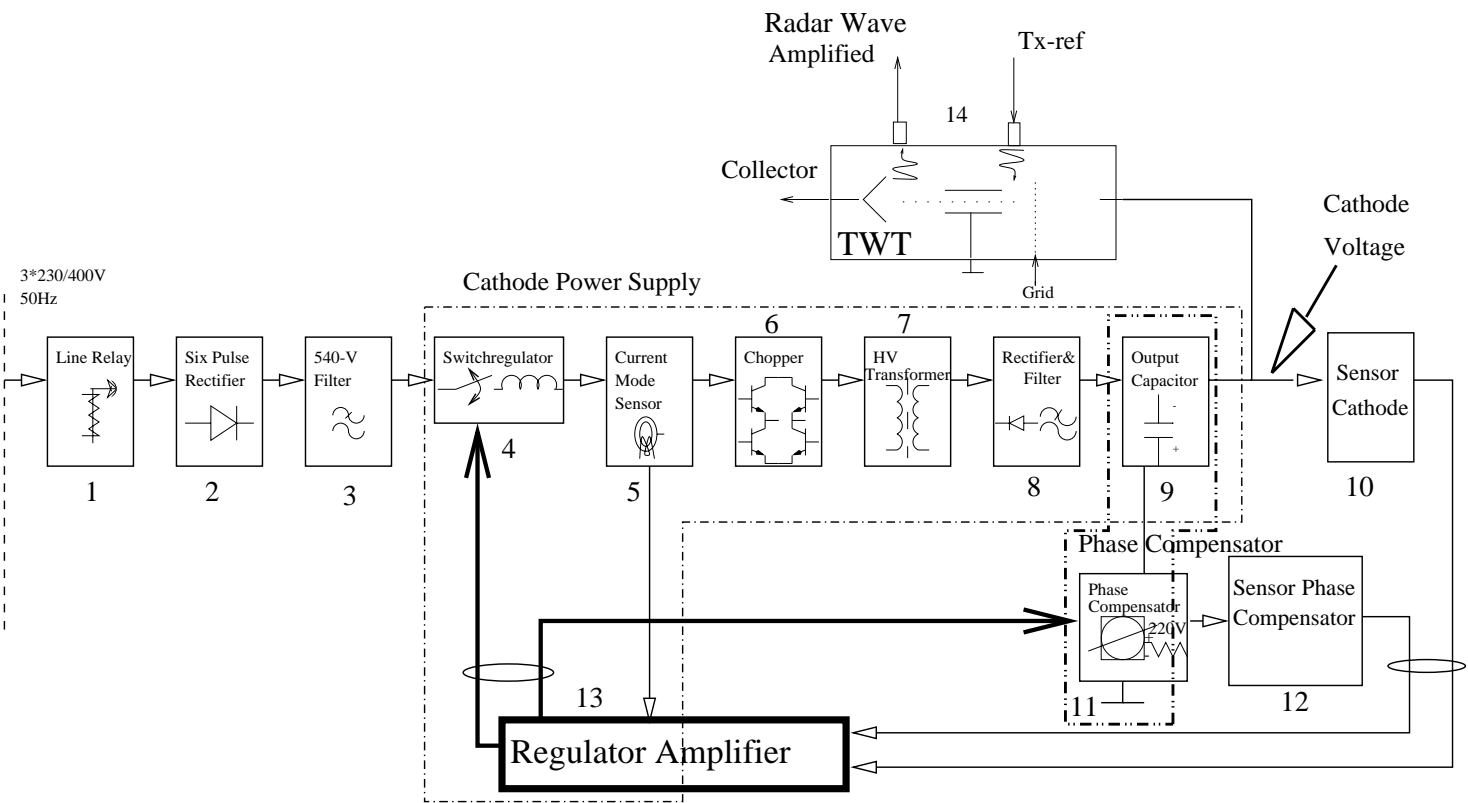 Radar Wave
Amplified
Tx-ref
14
Collector
TWT
Grid
Cathode
Voltage
3*230/400V
50Hz
Cathode Power Supply
Line Relay
1
Six Pulse
Rectifier
2
540-V
Filter
3
Switchregulator
4
Current
Mode
Sensor
5
6
Chopper
7
HV
Transformer
Rectifier&
Filter
8
Output
Capacitor
-
+
9
Sensor
Cathode
10
Phase Compensator
Phase
Compensator
220V
+
-
11
Sensor Phase
Compensator
12
13
Regulator Amplifier